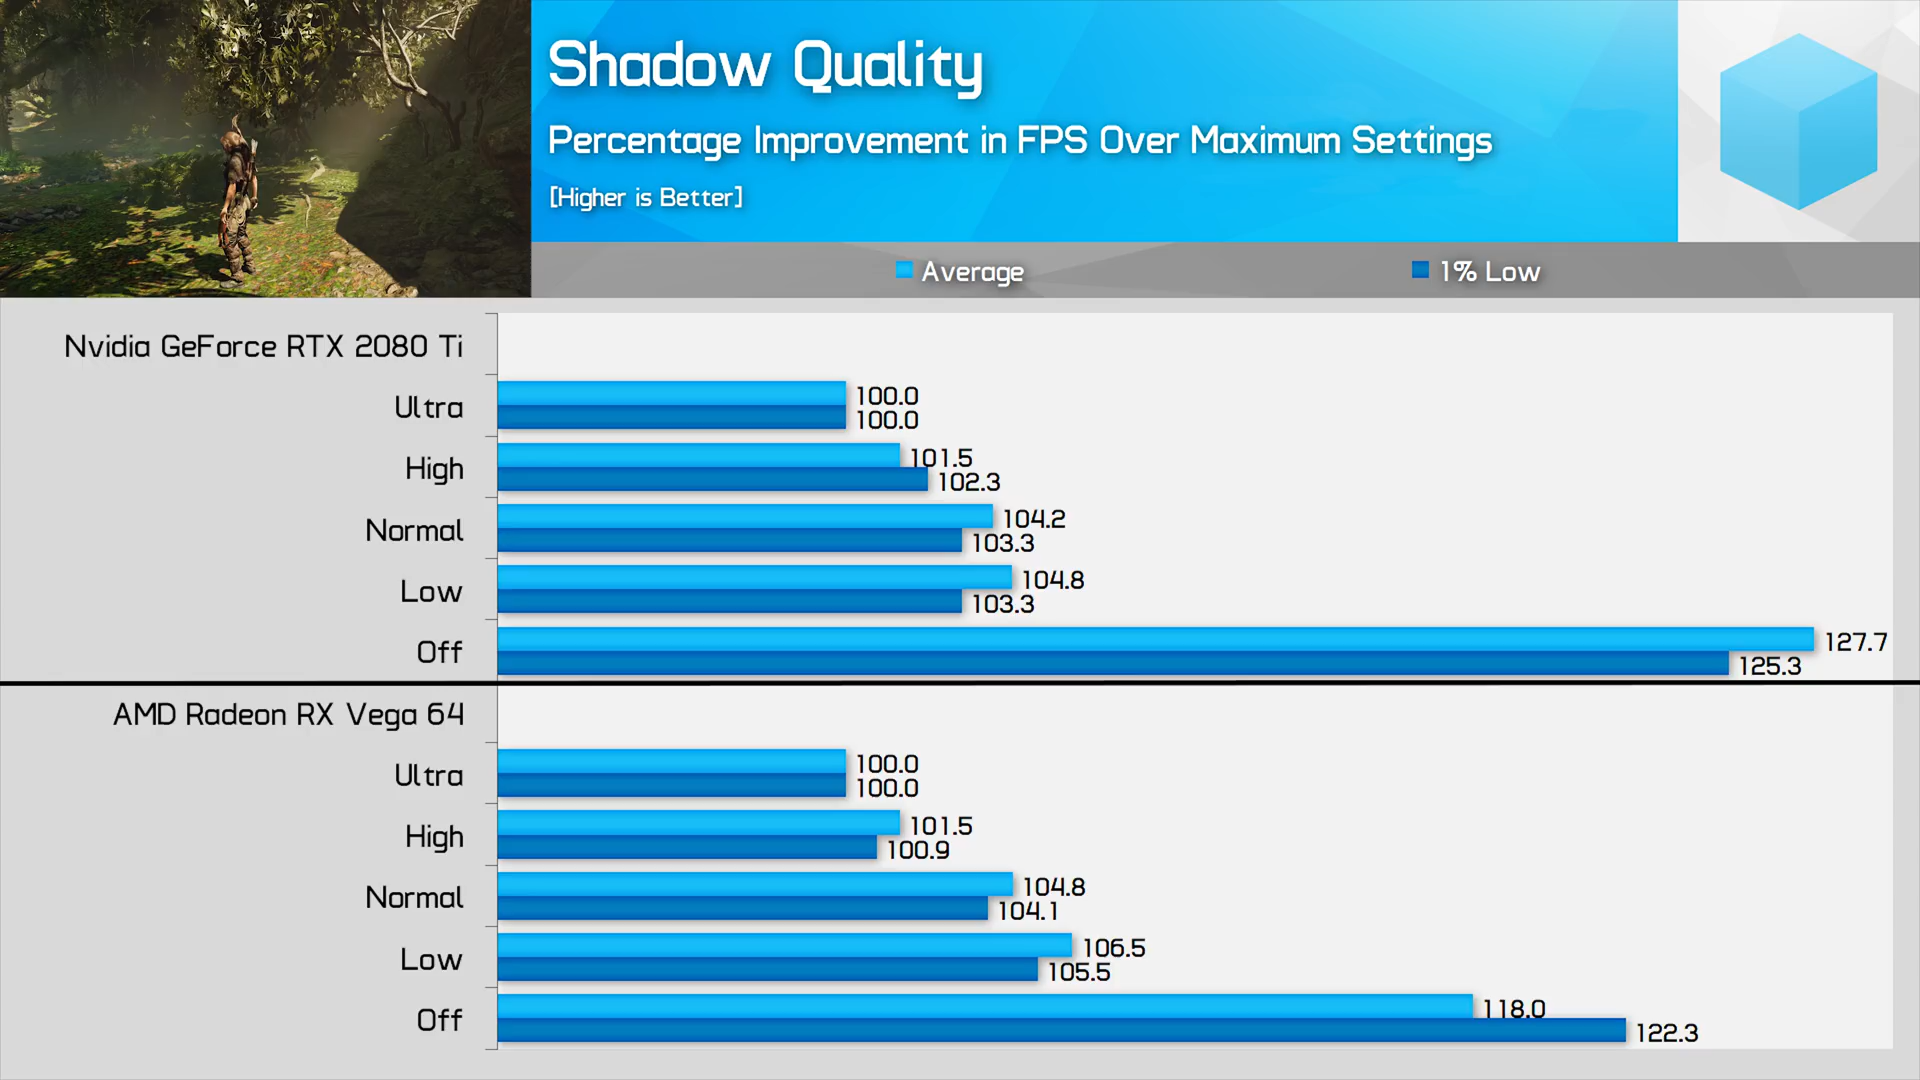 Shadow Quality
Percentage Improvement in FPS Over Maximum Settings
[Higher is Better]
Average 1% Low
Nvidia GeForce RTX 2080 Ti
Ultra 100.0
100.0
High 101.5
102.3
Normal 104.2
103.3
Low 104.8
103.3
Off 127.7
125.3
AMD Radeon RX Vega 64
Ultra 100.0
100.0
High 101.5
100.9
Normal 104.8
104.1
Low 106.5
105.5
Off 118.0
122.3